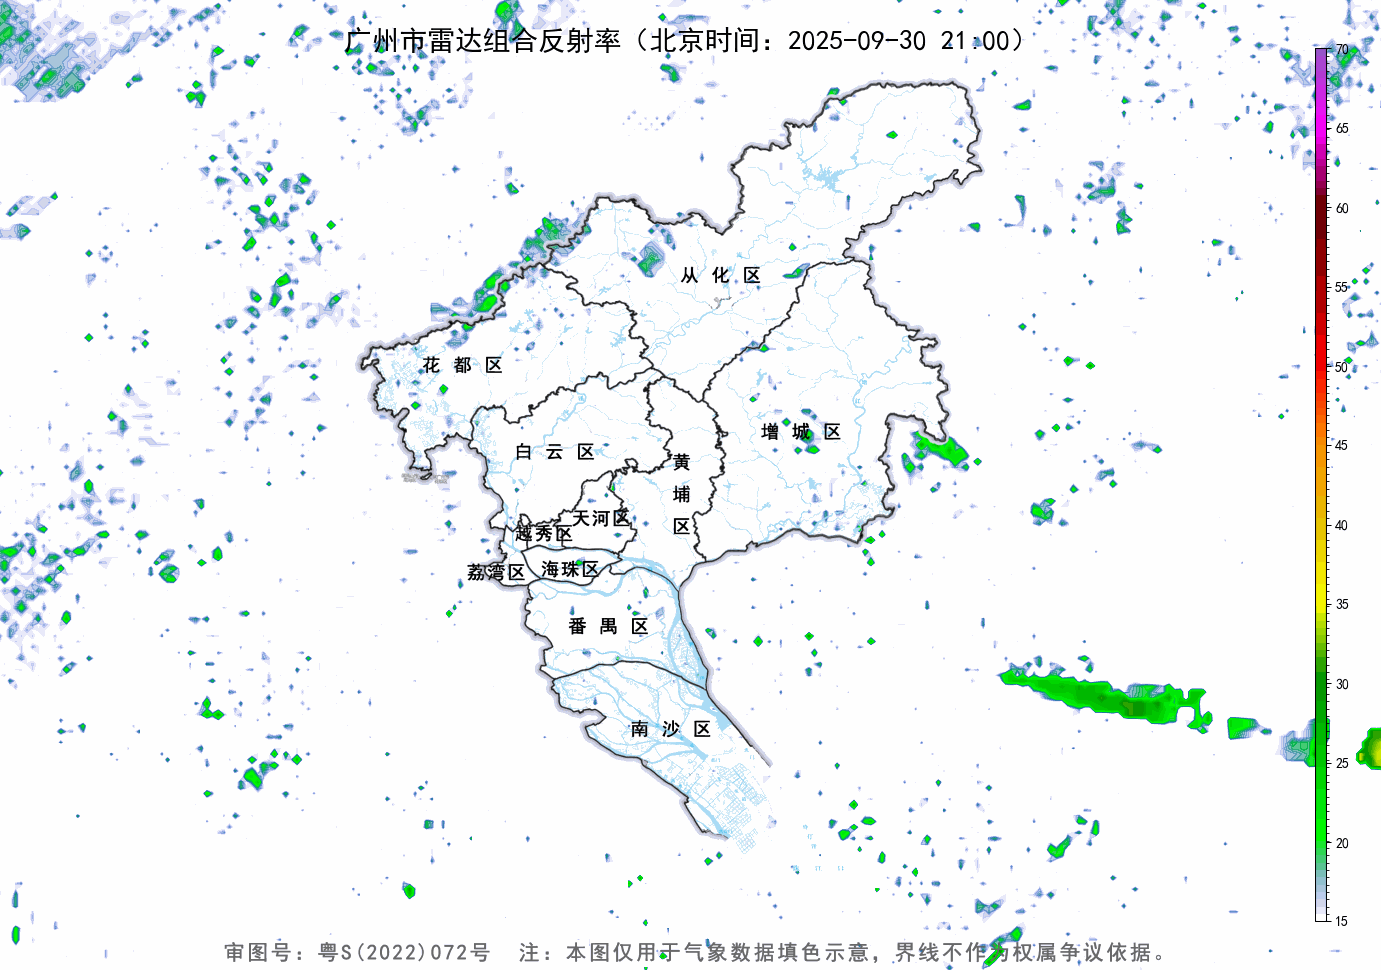 广州市雷达组合反射率（北京时间：2025-09-30 21:00）
70
65
60
55
50
45
40
35
30
25
20
15
从 化 区
花 都 区
增 城 区
白 云 区
黄
埔
区
天河区
越秀区
荔湾区
海珠区
番 禺 区
南 沙 区
审图号：粤S(2022)072号 注：本图仅用于气象数据填色示意，界线不作为权属争议依据。